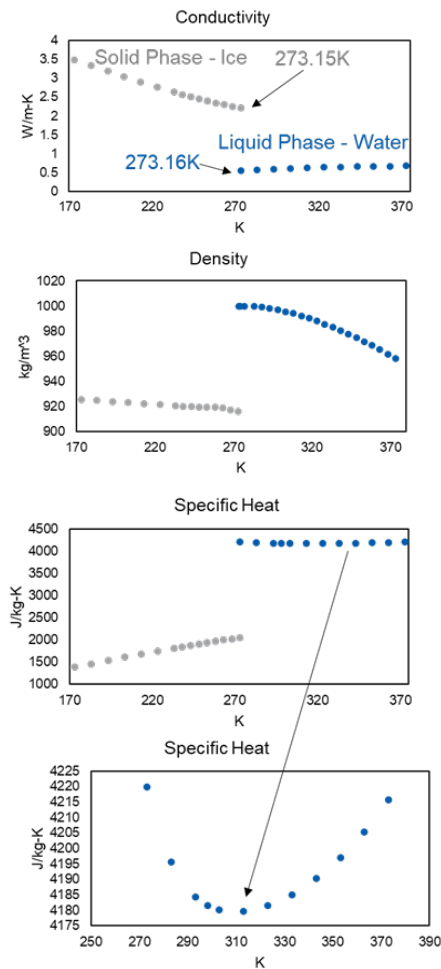 Conductivity
4
3.5
3
2.5
2
1.5
1
0.5
0
W/m-K
Solid Phase - Ice
273.15K
Liquid Phase - Water
273.16K
170 220 270 320 370
K
Density
1020
1000
980
960
940
920
900
kg/m^3
170 220 270 320 370
K
Specific Heat
4500
4000
3500
3000
2500
2000
1500
1000
J/kg-K
170 220 270 320 370
K
Specific Heat
4225
4220
4215
4210
4205
4200
4195
4190
4185
4180
4175
J/kg-K
250 270 290 310 330 350 370 390
K